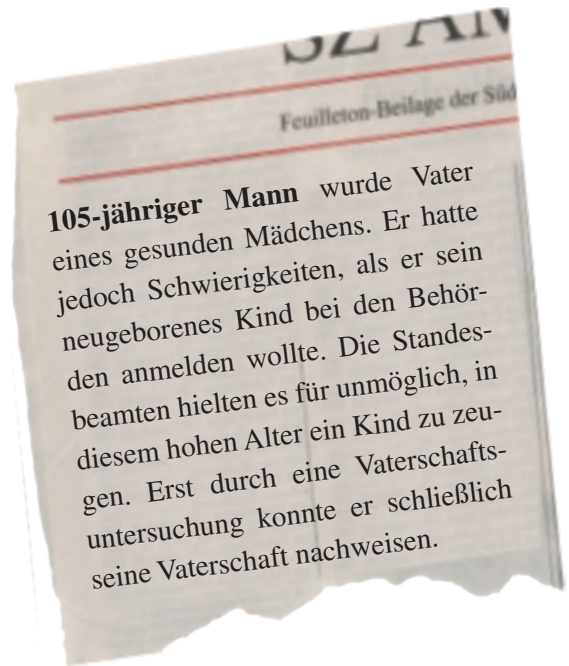 SZ AN
Feuilleton-Beilage der Süd
105-jähriger Mann wurde Vater
eines gesunden Mädchens. Er hatte
jedoch Schwierigkeiten, als er sein
neugeborenes Kind bei den Behör-
den anmelden wollte. Die Standes-
beamten hielten es für unmöglich, in
diesem hohen Alter ein Kind zu zeu-
gen. Erst durch eine Vaterschafts-
untersuchung konnte er schließlich
seine Vaterschaft nachweisen.